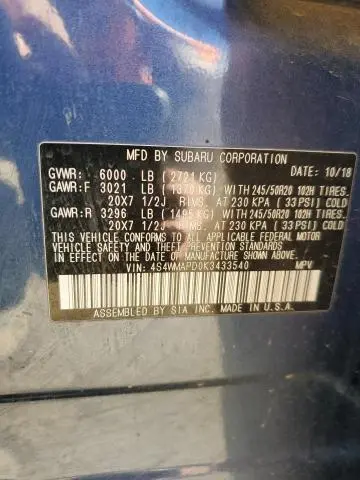 MFD BY SUBARU CORPORATION
GVWR: 6000 LB (2721 KG) DATE: 10/18
GAWR:F 3021 LB (1370 KG) WITH 245/50R20 102H TIRES.
20X7 1/2J RIMS. AT 230 KPA (33 PSI) COLD
GAWR:R 3296 LB (1495 KG) WITH 245/50R20 102H TIRES.
20X7 1/2J RIMS. AT 230 KPA (33 PSI) COLD
THIS VEHICLE CONFORMS TO ALL APPLICABLE FEDERAL MOTOR
VEHICLE SAFETY AND THEFT PREVENTION STANDARDS
IN EFFECT ON THE DATE OF MANUFACTURE SHOWN ABOVE.
VIN: 4S4WMAPD0K3433540 MPV
ASSEMBLED BY SIA INC. MADE IN U.S.A.